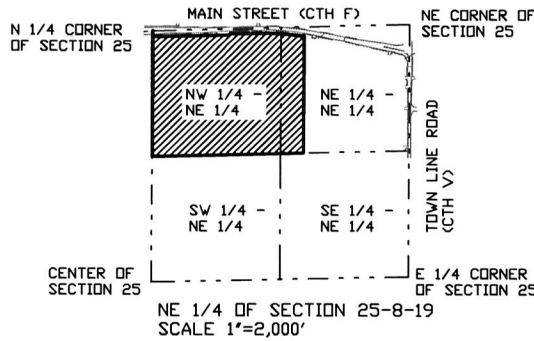 MAIN STREET (CTH F)
N 1/4 CORNER
OF SECTION 25
NE CORNER OF
SECTION 25
NW 1/4 -
NE 1/4
NE 1/4 -
NE 1/4
TOWN LINE ROAD
(CTH V)
SW 1/4 -
NE 1/4
SE 1/4 -
NE 1/4
CENTER OF
SECTION 25
E 1/4 CORNER
OF SECTION 25
NE 1/4 OF SECTION 25-8-19
SCALE 1"=2,000'